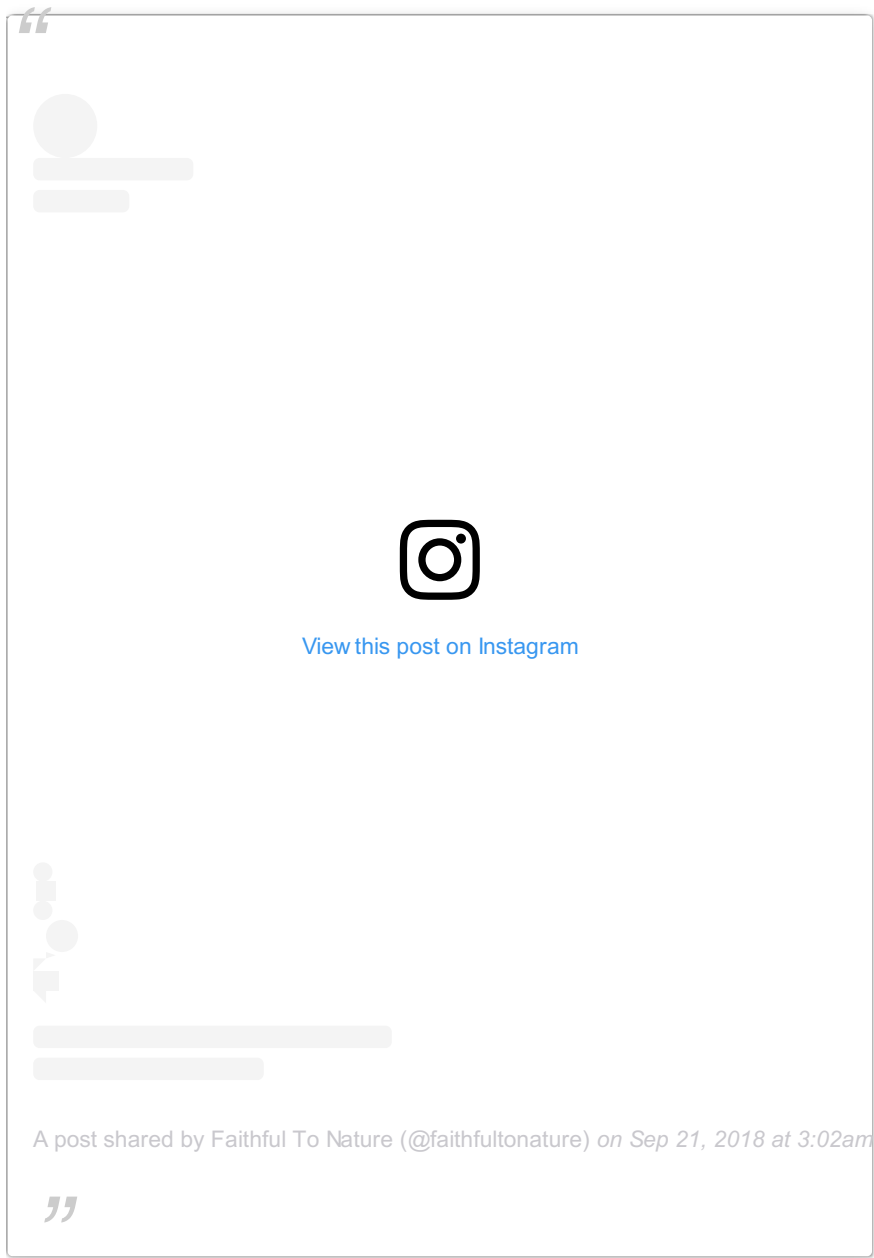 “
View this post on Instagram
A post shared by Faithful To Nature (@faithfultonature) on Sep 21, 2018 at 3:02am
”